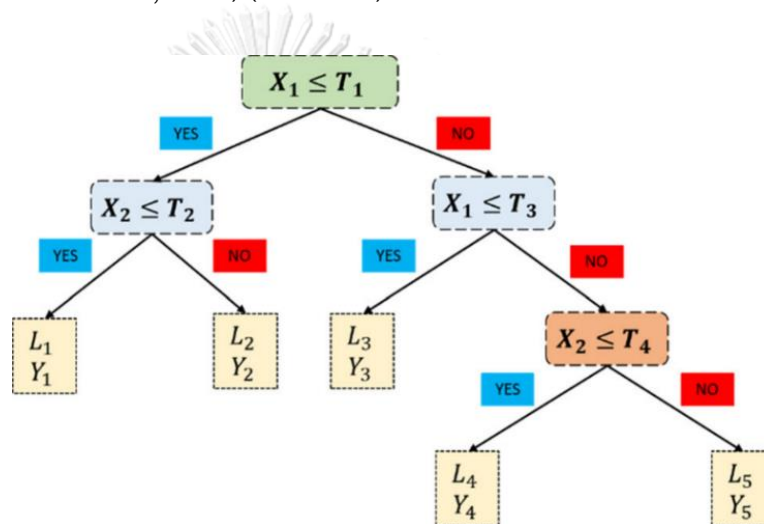 X₁ ≤ T₁
YES
NO
X₂ ≤ T₂
X₁ ≤ T₃
YES
NO
YES
NO
L₁
Y₁
L₂
Y₂
L₃
Y₃
X₂ ≤ T₄
YES
NO
L₄
Y₄
L₅
Y₅